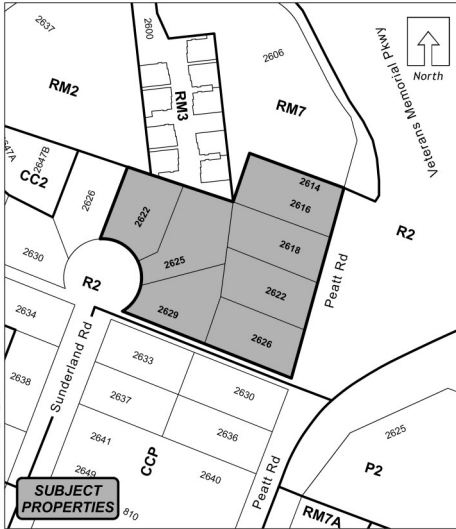 2637
2600
2606
Veterans Memorial Pkwy
North
RM2
RM3
RM7
2647A
2647B
CC2
2626
2622
2614
2616
R2
2618
2625
2630
R2
2622
Peatt Rd
2629
2626
2634
Sunderland Rd
2633
2630
2638
2637
2636
2625
2641
CCP
P2
2649
2640
Peatt Rd
SUBJECT
PROPERTIES
810
RM7A